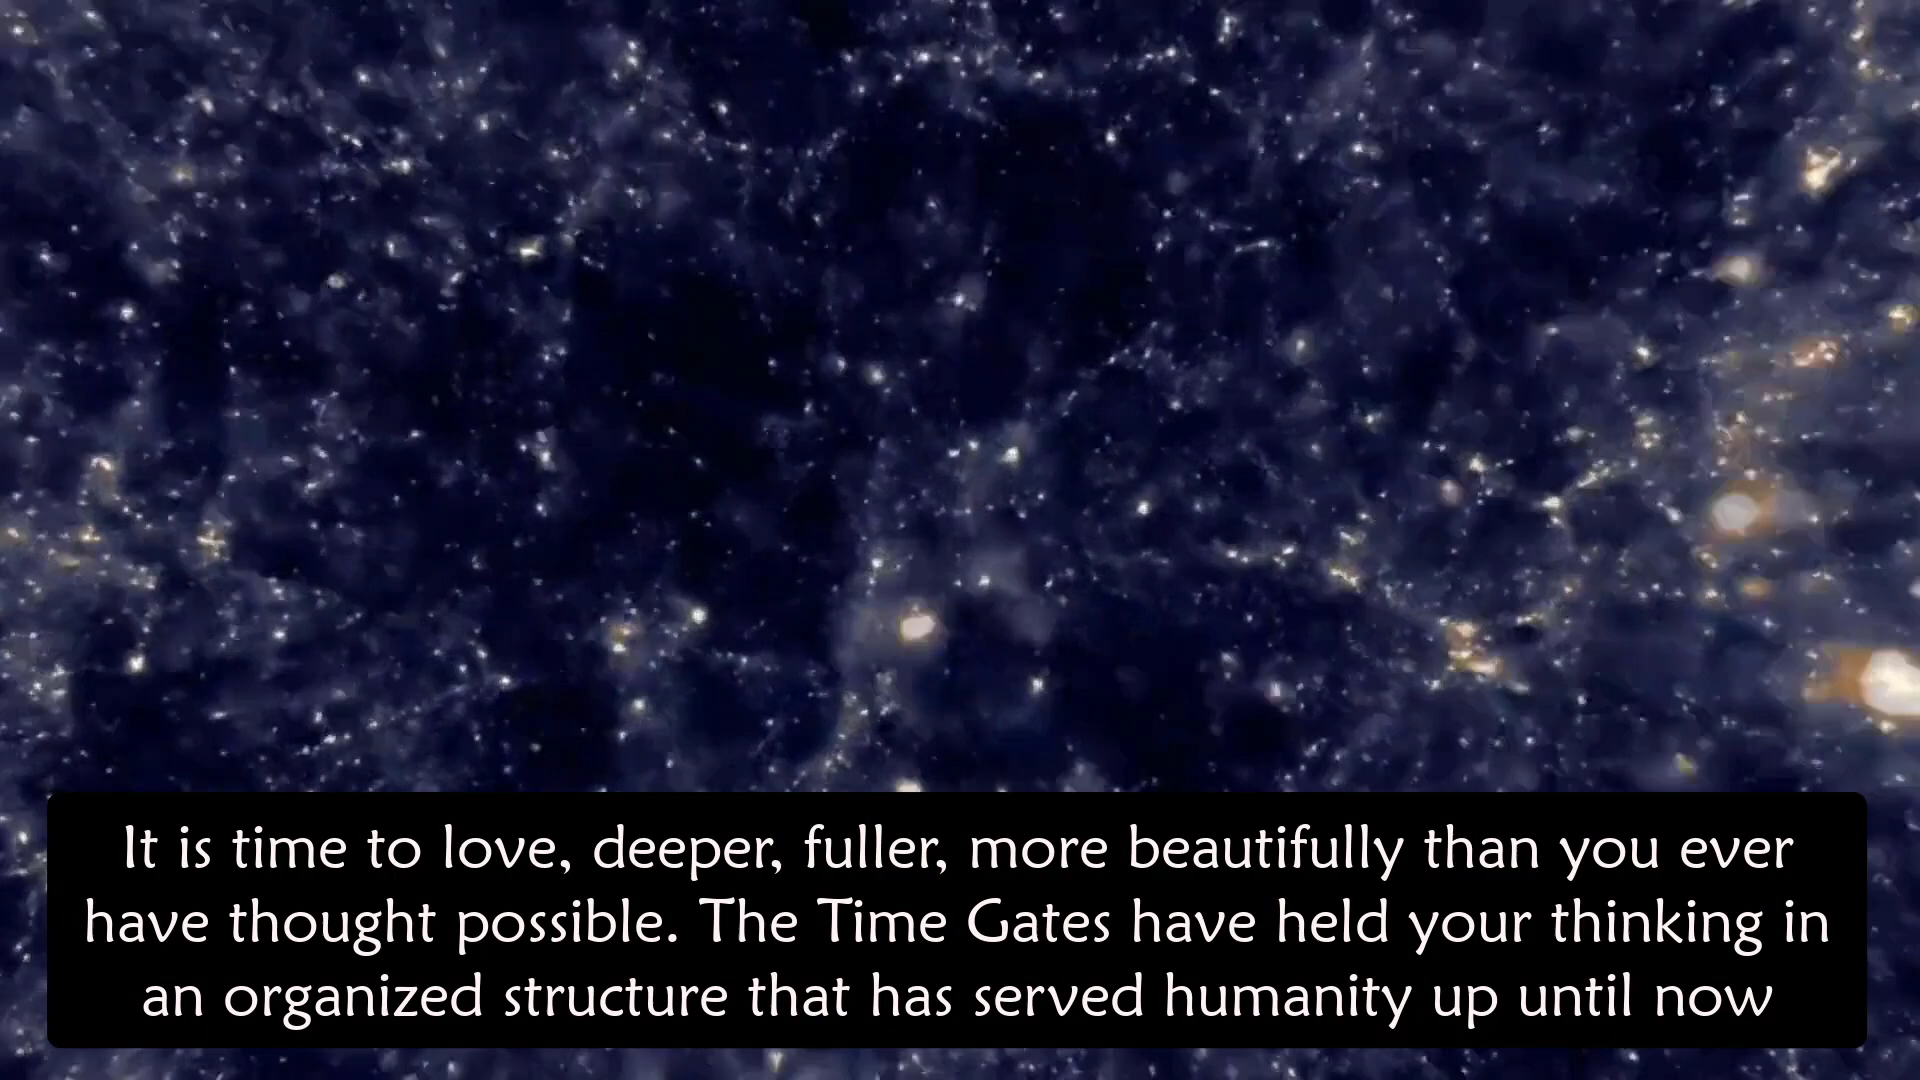 It is time to love, deeper, fuller, more beautifully than you ever
have thought possible. The Time Gates have held your thinking in
an organized structure that has served humanity up until now